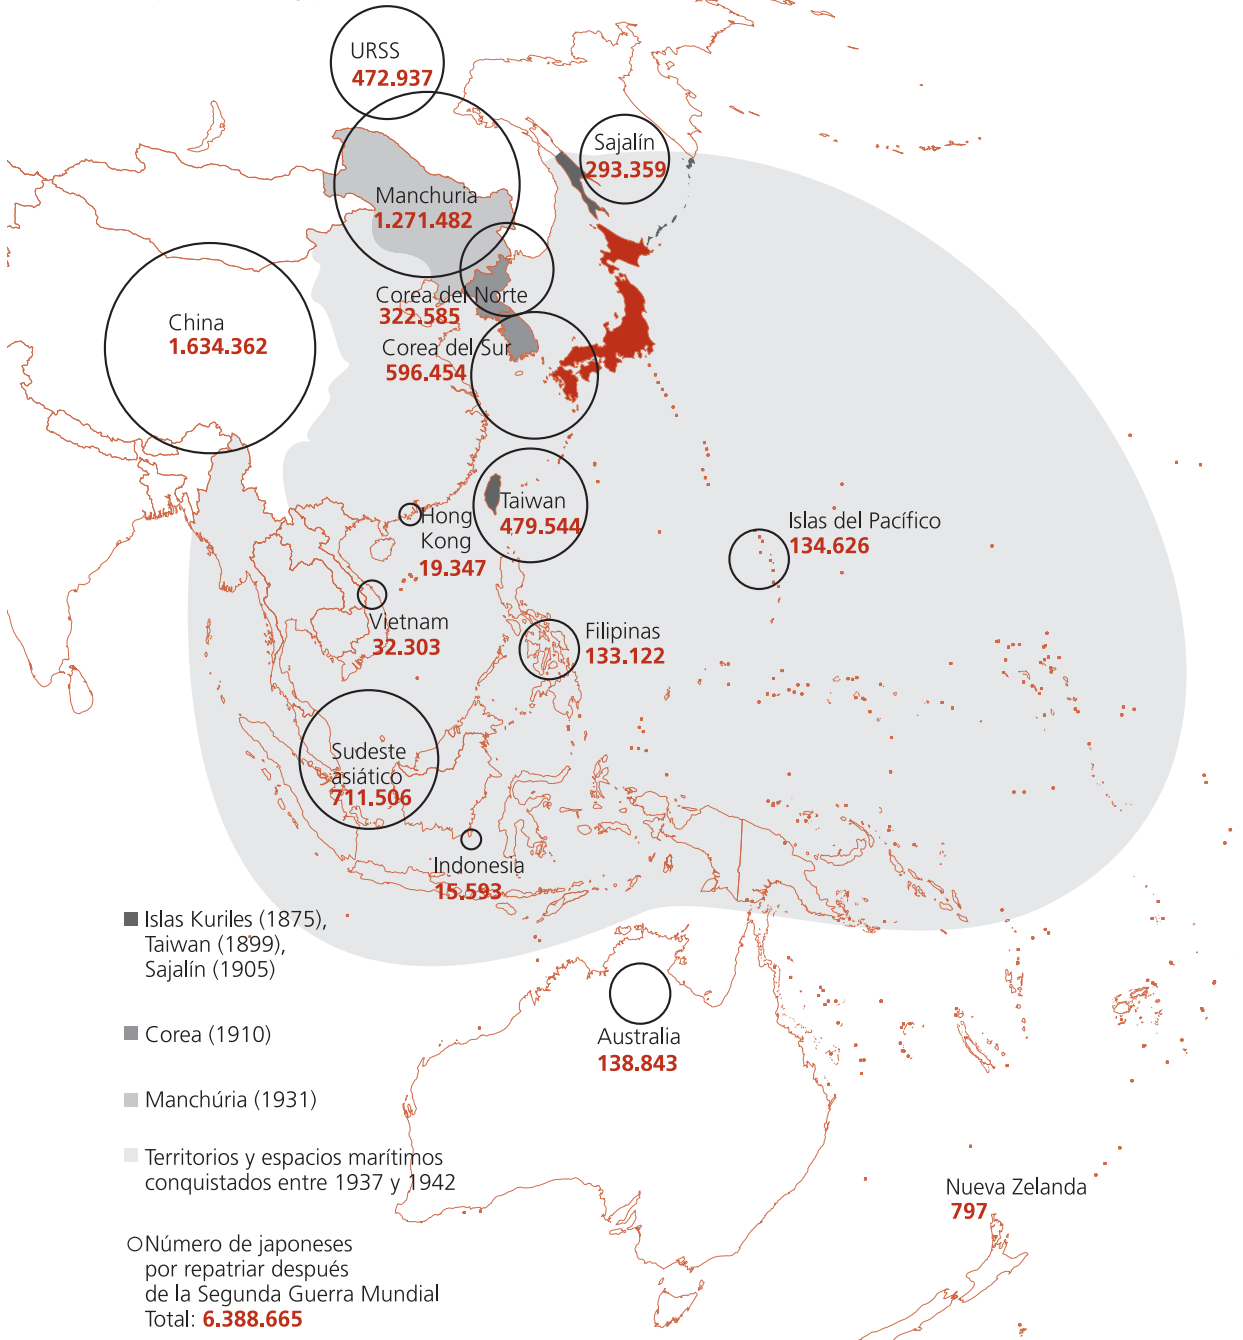 URSS
472.937
Sajalín
293.359
Manchuria
1.271.482
Corea del Norte
322.585
China
1.634.362
Corea del Sur
596.454
Taiwan
479.544
Hong
Kong
19.347
Islas del Pacífico
134.626
Vietnam
32.303
Filipinas
133.122
Sudeste
asiático
711.506
Indonesia
15.593
Islas Kuriles (1875),
Taiwan (1899),
Sajalín (1905)
Corea (1910)
Manchúria (1931)
Territorios y espacios marítimos
conquistados entre 1937 y 1942
Australia
138.843
Nueva Zelanda
797
Número de japoneses
por repatriar después
de la Segunda Guerra Mundial
Total: 6.388.665